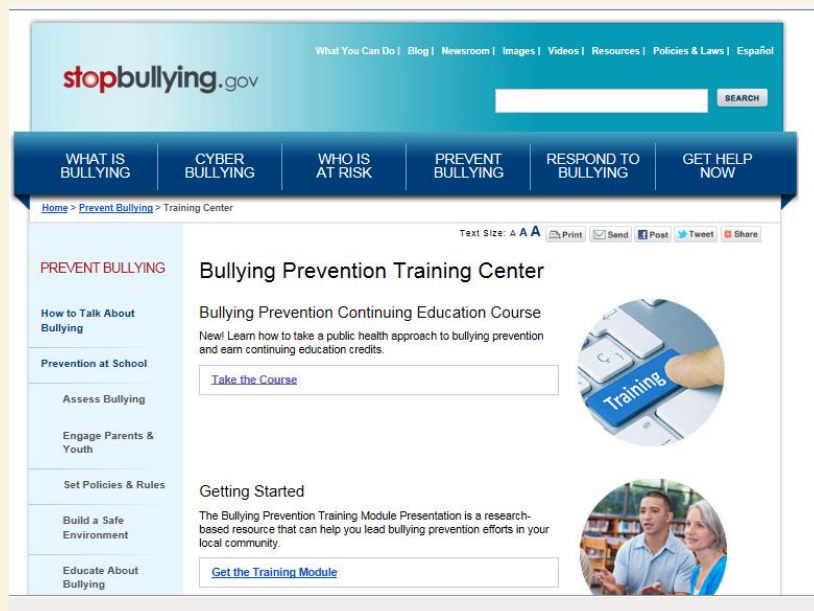 What You Can Do | Blog | Newsroom | Images | Videos | Resources | Policies & Laws | Español
stopbullying.gov
SEARCH
WHAT IS BULLYING
CYBER BULLYING
WHO IS AT RISK
PREVENT BULLYING
RESPOND TO BULLYING
GET HELP NOW
Home > Prevent Bullying > Training Center
Text Size: A A A Print Send Post Tweet Share
PREVENT BULLYING
How to Talk About
Bullying
Prevention at School
Assess Bullying
Engage Parents &
Youth
Set Policies & Rules
Build a Safe
Environment
Educate About
Bullying
Bullying Prevention Training Center
Bullying Prevention Continuing Education Course
New! Learn how to take a public health approach to bullying prevention
and earn continuing education credits.
Take the Course
Training
Getting Started
The Bullying Prevention Training Module Presentation is a research-
based resource that can help you lead bullying prevention efforts in your
local community.
Get the Training Module